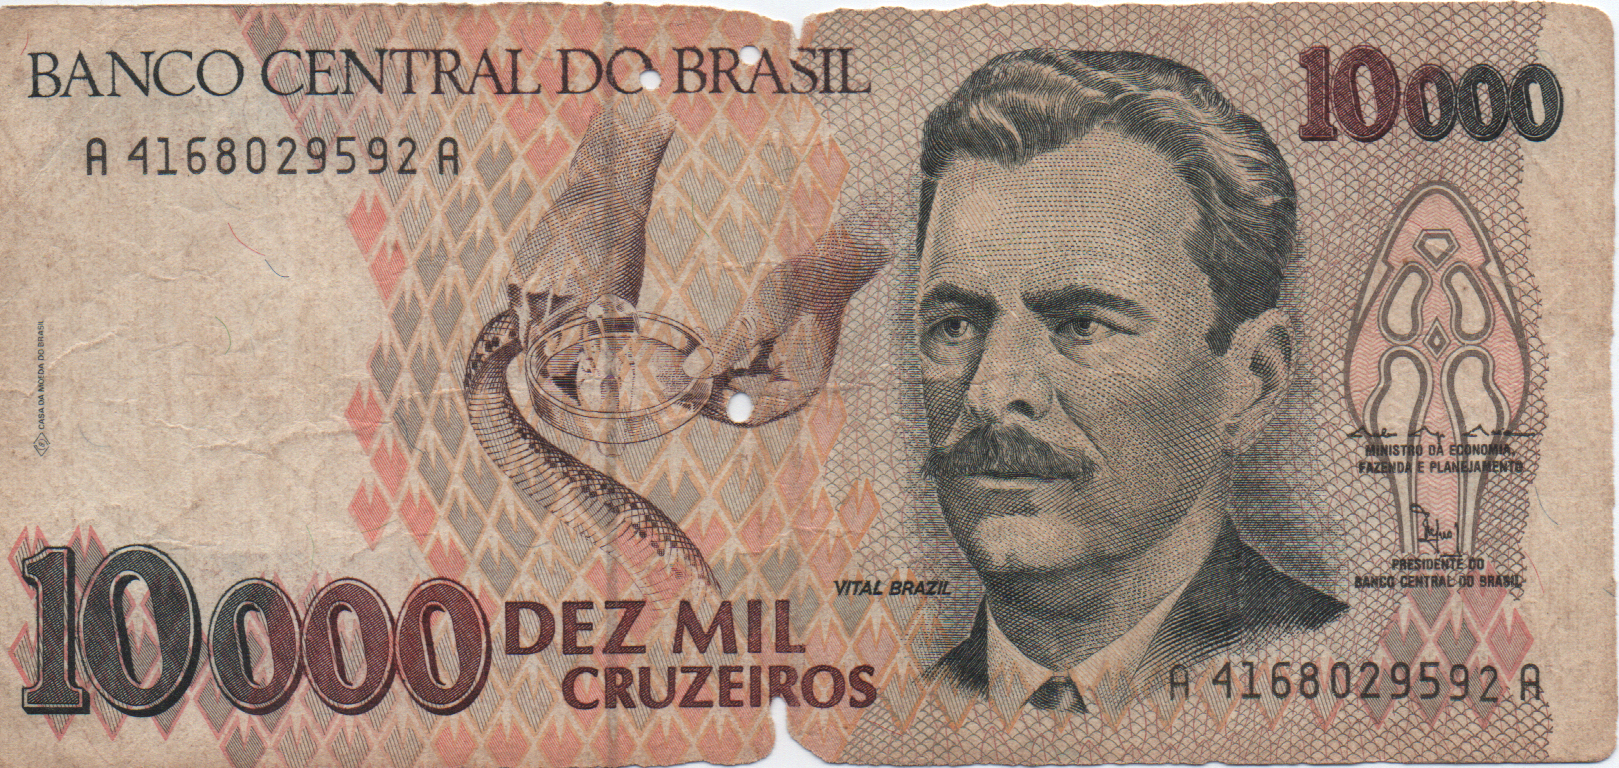 BANCO CENTRAL DO BRASIL
10000
A 4168029592 A
CASA DA MOEDA DO BRASIL
MINISTRO DA ECONOMIA,
FAZENDA E PLANEJAMENTO
PRESIDENTE DO
BANCO CENTRAL DO BRASIL
VITAL BRAZIL
10000
DEZ MIL
CRUZEIROS
A 4168029592 A